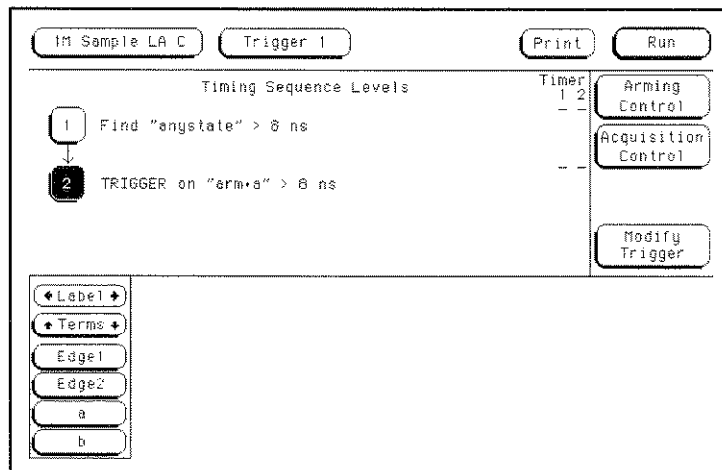 1M Sample LA C
Trigger 1
Print
Run
Timing Sequence Levels
Timer
1 2
Arming
Control
1
Find "anystate" > 8 ns
- -
Acquisition
Control
2
TRIGGER on "arm•a" > 8 ns
- -
Modify
Trigger
←Label→
↑Terms↓
Edge1
Edge2
a
b